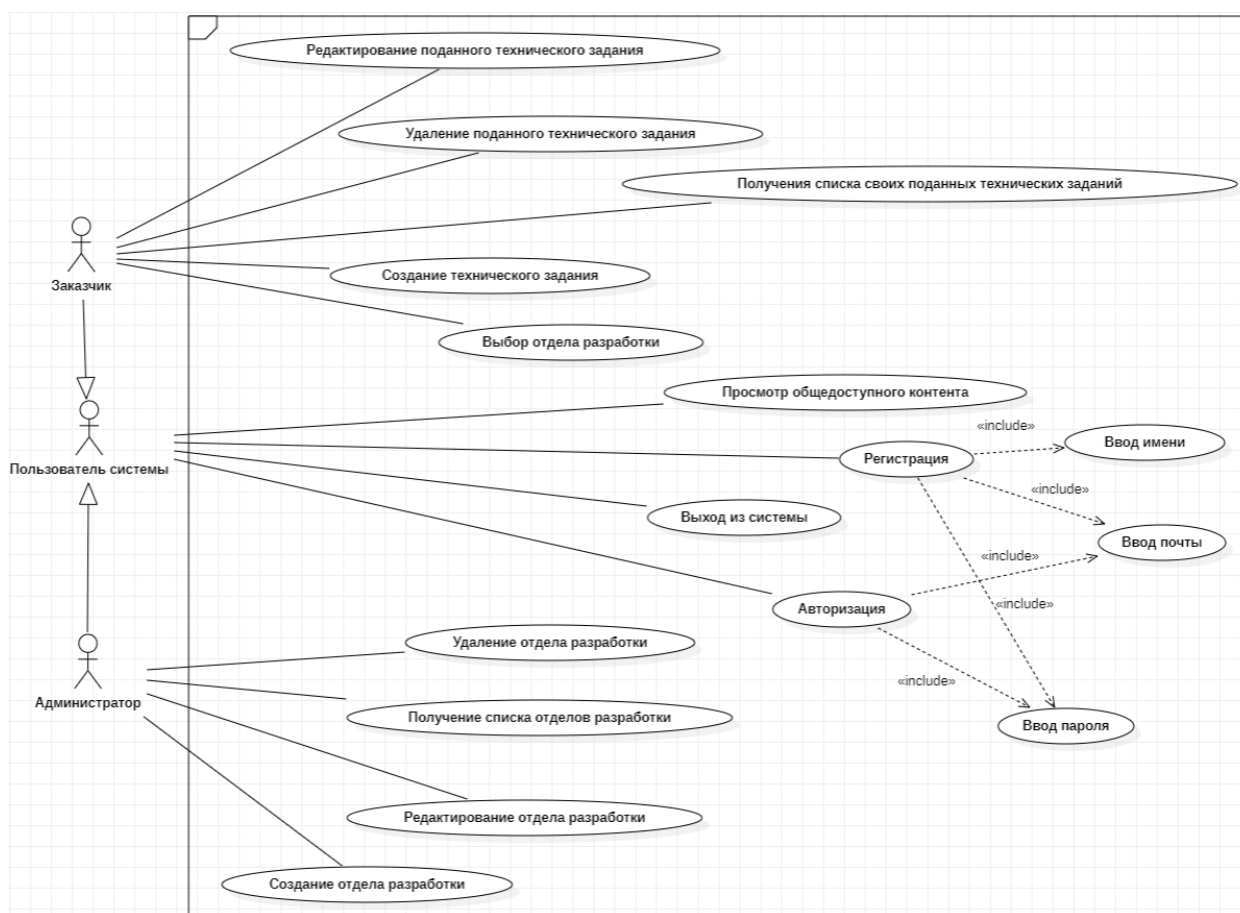 Редактирование поданного технического задания
Удаление поданного технического задания
Получения списка своих поданных технических заданий
Создание технического задания
Заказчик
Выбор отдела разработки
Просмотр общедоступного контента
«include»
Ввод имени
Регистрация
Пользователь системы
«include»
Выход из системы
Ввод почты
«include»
Авторизация
«include»
Удаление отдела разработки
«include»
Администратор
Получение списка отделов разработки
Ввод пароля
Редактирование отдела разработки
Создание отдела разработки